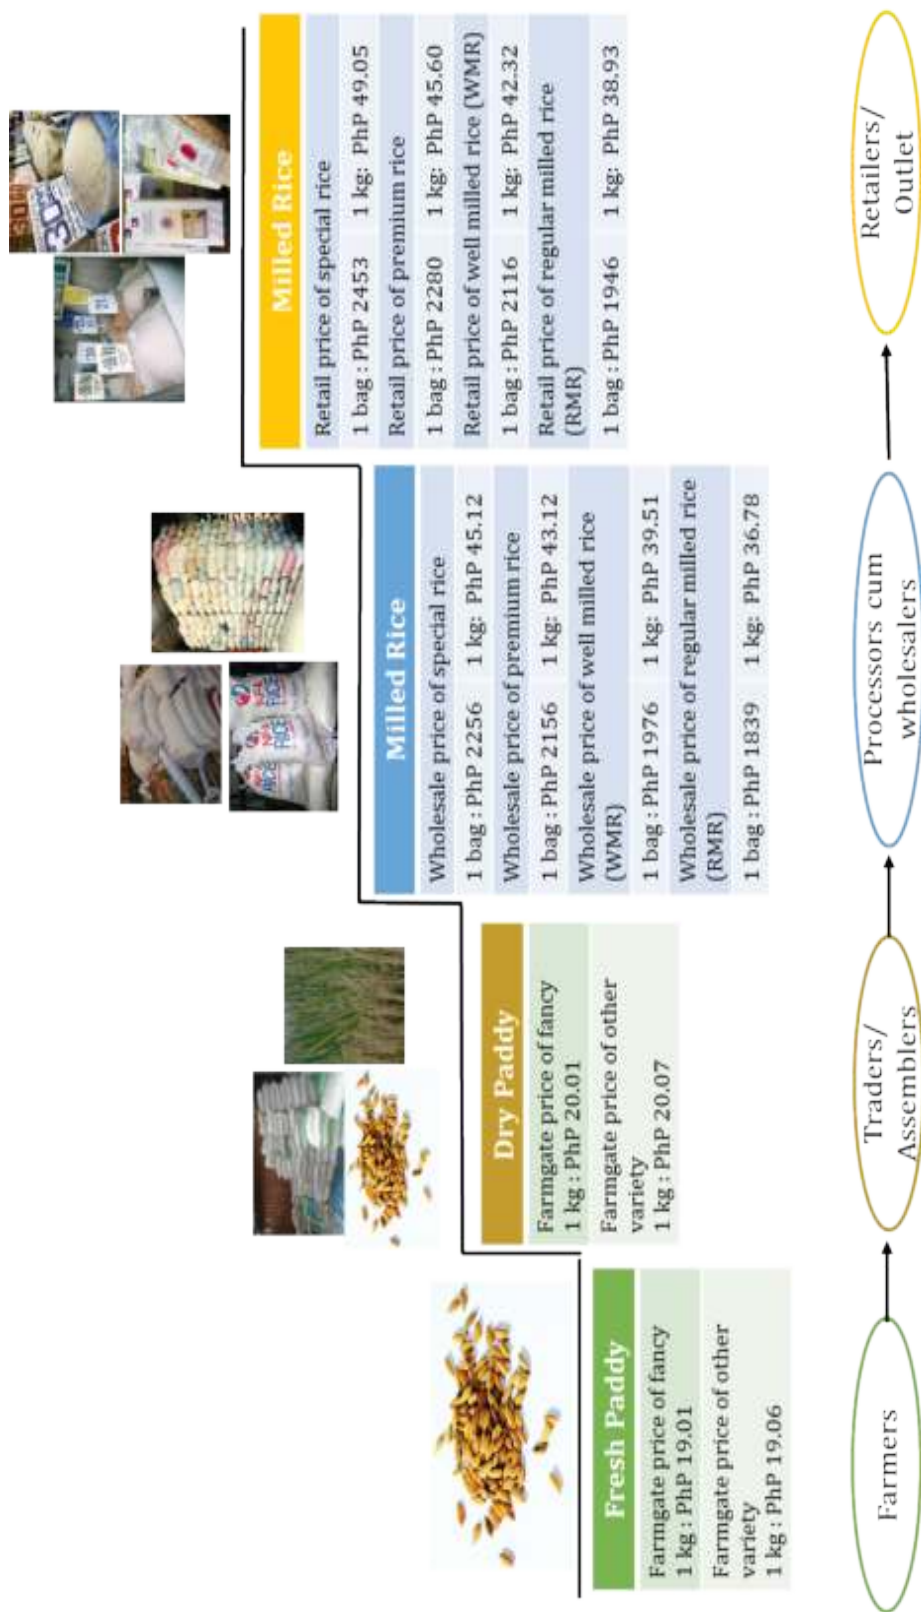 Fresh Paddy
Farmgate price of fancy
1 kg : PhP 19.01
Farmgate price of other
variety
1 kg : PhP 19.06
Dry Paddy
Farmgate price of fancy
1 kg : PhP 20.01
Farmgate price of other
variety
1 kg : PhP 20.07
Milled Rice
Wholesale price of special rice
1 bag : PhP 2256 1 kg: PhP 45.12
Wholesale price of premium rice
1 bag : PhP 2156 1 kg: PhP 43.12
Wholesale price of well milled rice
(WMR)
1 bag : PhP 1976 1 kg: PhP 39.51
Wholesale price of regular milled rice
(RMR)
1 bag : PhP 1839 1 kg: PhP 36.78
Milled Rice
Retail price of special rice
1 bag : PhP 2453 1 kg: PhP 49.05
Retail price of premium rice
1 bag : PhP 2280 1 kg: PhP 45.60
Retail price of well milled rice (WMR)
1 bag : PhP 2116 1 kg: PhP 42.32
Retail price of regular milled rice
(RMR)
1 bag : PhP 1946 1 kg: PhP 38.93
Farmers
Traders/
Assemblers
Processors cum
wholesalers
Retailers/
Outlet